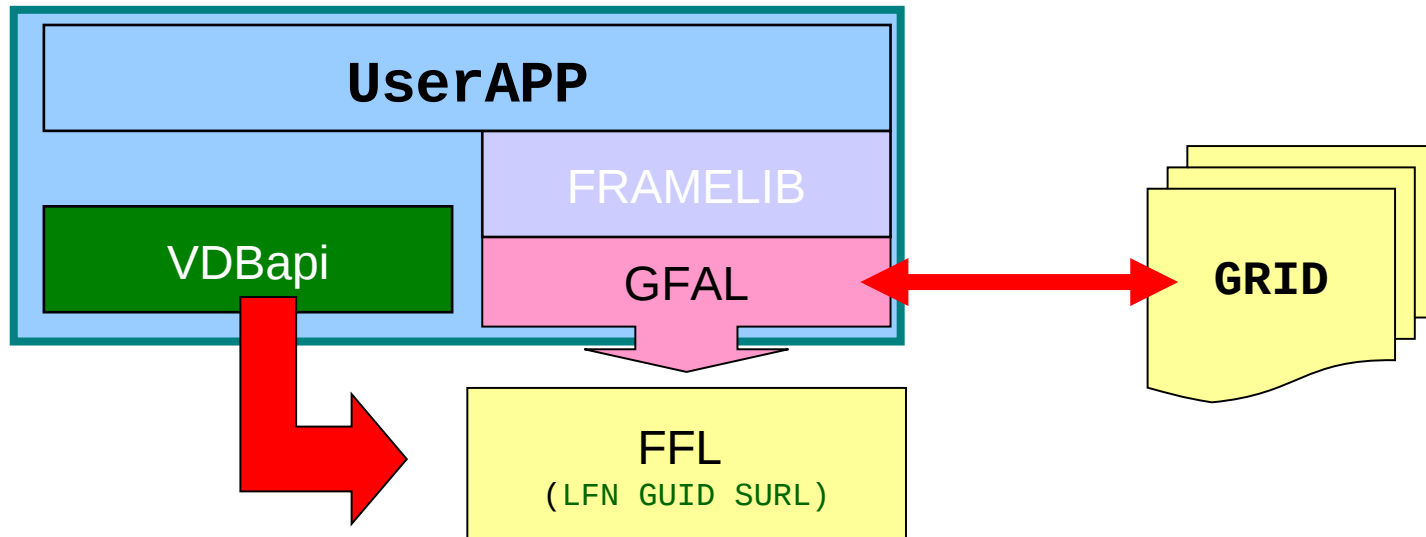 UserAPP
FRAMELIB
VDBapi
GFAL
GRID
FFL
(LFN GUID SURL)